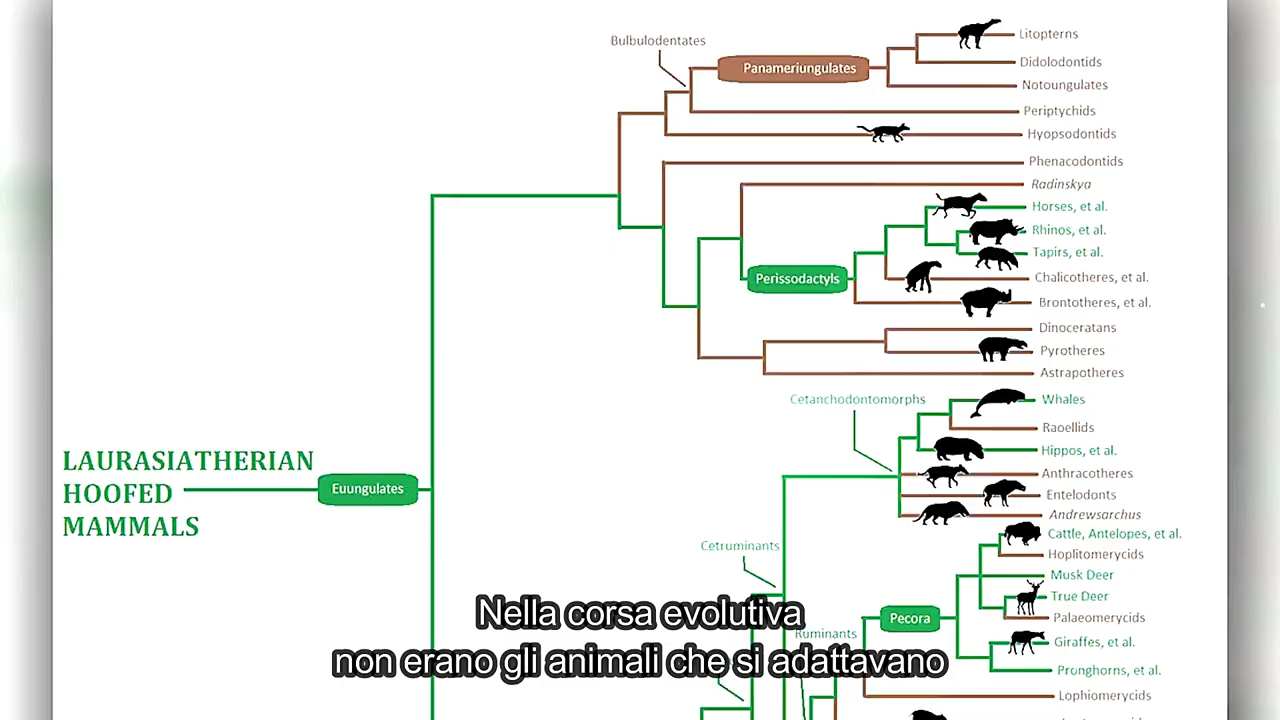 Bulbulodentates
Panameriungulates
Litopterns
Didolodontids
Notoungulates
Periptychids
Hyopsodontids
Phenacodontids
Radinskya
Horses, et al.
Rhinos, et al.
Tapirs, et al.
Perissodactyls
Chalicotheres, et al.
Brontotheres, et al.
Dinoceratans
Pyrotheres
Astrapotheres
Cetanchodontomorphs
Whales
Raoellids
Hippos, et al.
Anthracotheres
Entelodonts
Andrewsarchus
LAURASIATHERIAN
HOOFED
MAMMALS
Euungulates
Cetruminants
Cattle, Antelopes, et al.
Hoplitomerycids
Musk Deer
True Deer
Palaeomerycids
Pecora
Ruminants
Giraffes, et al.
Pronghorns, et al.
Lophiomerycids
Nella corsa evolutiva
non erano gli animali che si adattavano